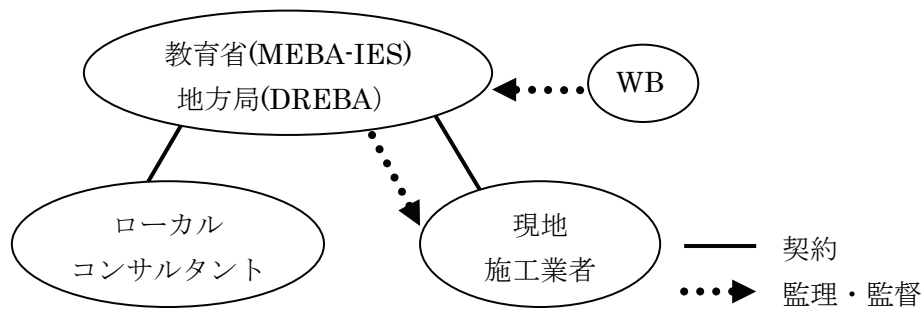 教育省(MEBA-IES)
地方局(DREBA)
WB
ローカル
コンサルタント
現地
施工業者
契約
監理・監督